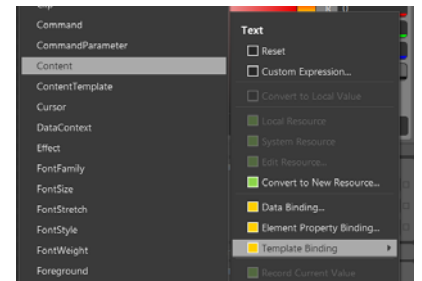 Command
CommandParameter
Content
ContentTemplate
Cursor
DataContext
Effect
FontFamily
FontSize
FontStretch
FontStyle
FontWeight
Foreground
Text
Reset
Custom Expression...
Convert to Local Value
Local Resource
System Resource
Edit Resource...
Convert to New Resource...
Data Binding...
Element Property Binding...
Template Binding
Record Current Value